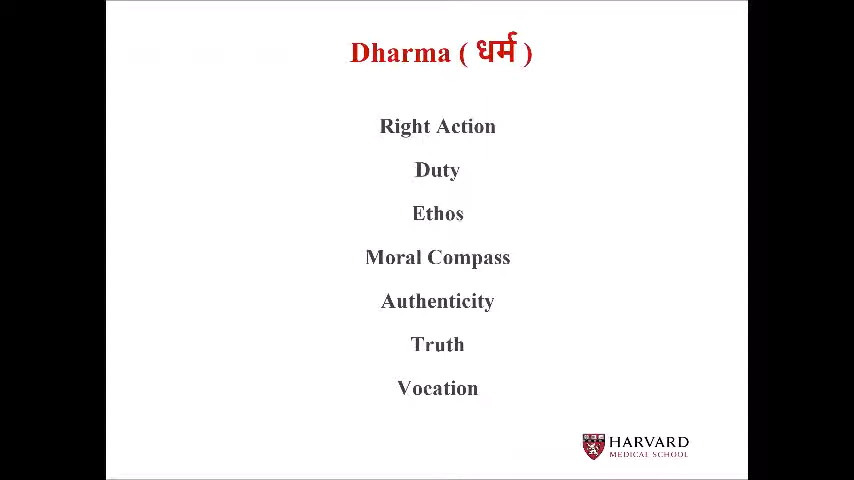 Dharma ( धर्म )
Right Action
Duty
Ethos
Moral Compass
Authenticity
Truth
Vocation
HARVARD
MEDICAL SCHOOL